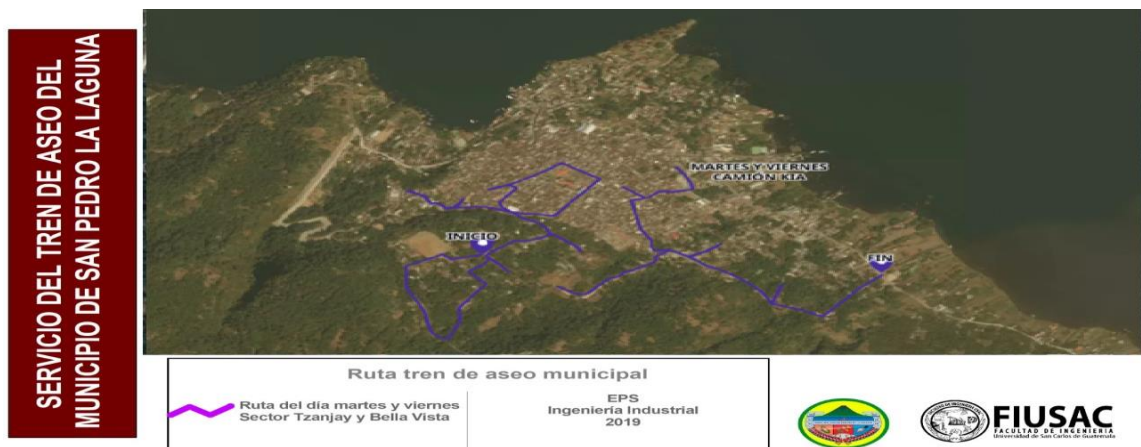 SERVICIO DEL TREN DE ASEO DEL
MUNICIPIO DE SAN PEDRO LA LAGUNA
MARTES Y VIERNES
CAMIÓN KIA
INICIO
FIN
Ruta tren de aseo municipal
Ruta del día martes y viernes
Sector Tzanjay y Bella Vista
EPS
Ingeniería Industrial
2019
FIUSAC
FACULTAD DE INGENIERÍA
Universidad de San Carlos de Guatemala